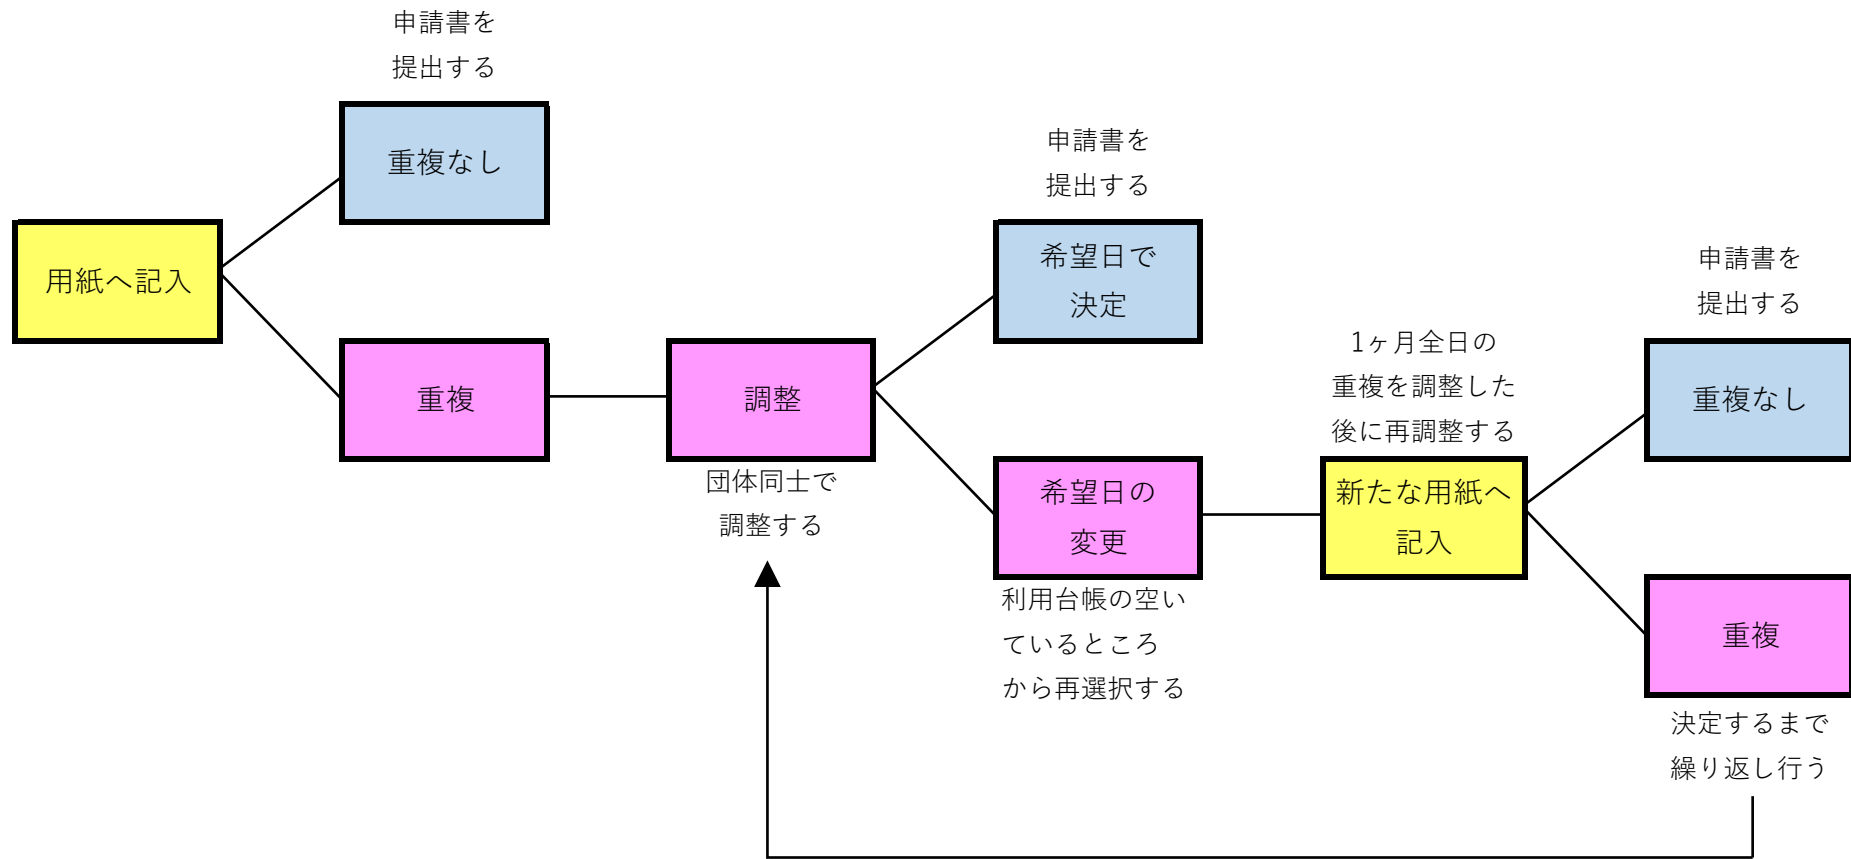 申請書を
提出する
重複なし
用紙へ記入
重複
調整
団体同士で
調整する
申請書を
提出する
希望日で
決定
希望日の
変更
利用台帳の空い
ているところ
から再選択する
1ヶ月全日の
重複を調整した
後に再調整する
新たな用紙へ
記入
申請書を
提出する
重複なし
重複
決定するまで
繰り返し行う